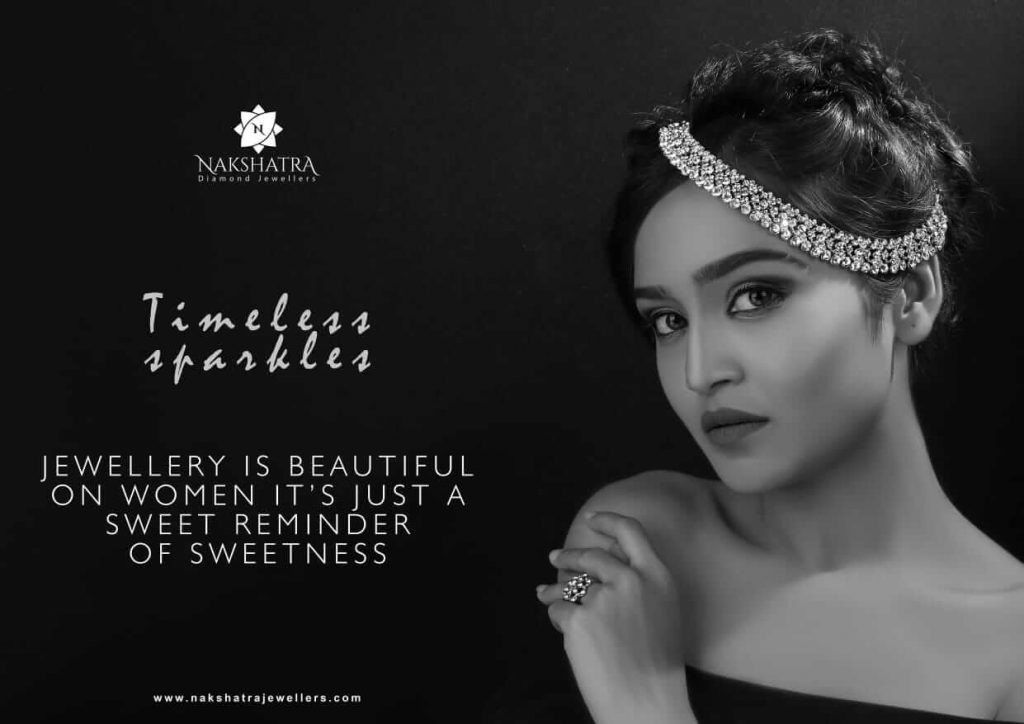 N
NAKSHATRA
Diamond Jewellers
Timeless
sparkles
JEWELLERY IS BEAUTIFUL
ON WOMEN IT'S JUST A
SWEET REMINDER
OF SWEETNESS
www.nakshatrajewellers.com